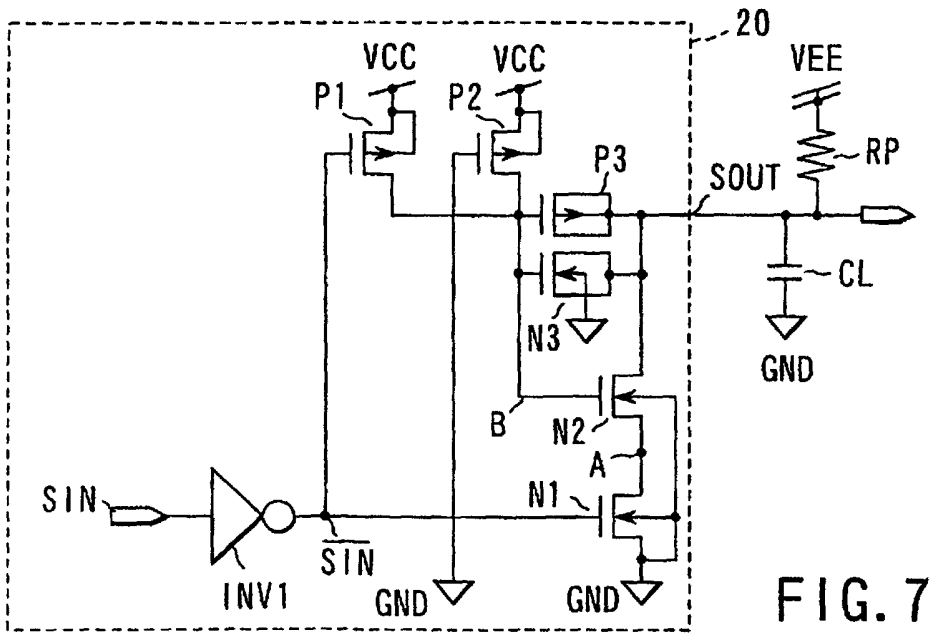 20
VCC
VCC
VEE
P1
P2
P3
RP
SOUT
CL
N3
GND
B
N2
A
SIN
N1
SIN
INV1
GND
GND
FIG. 7